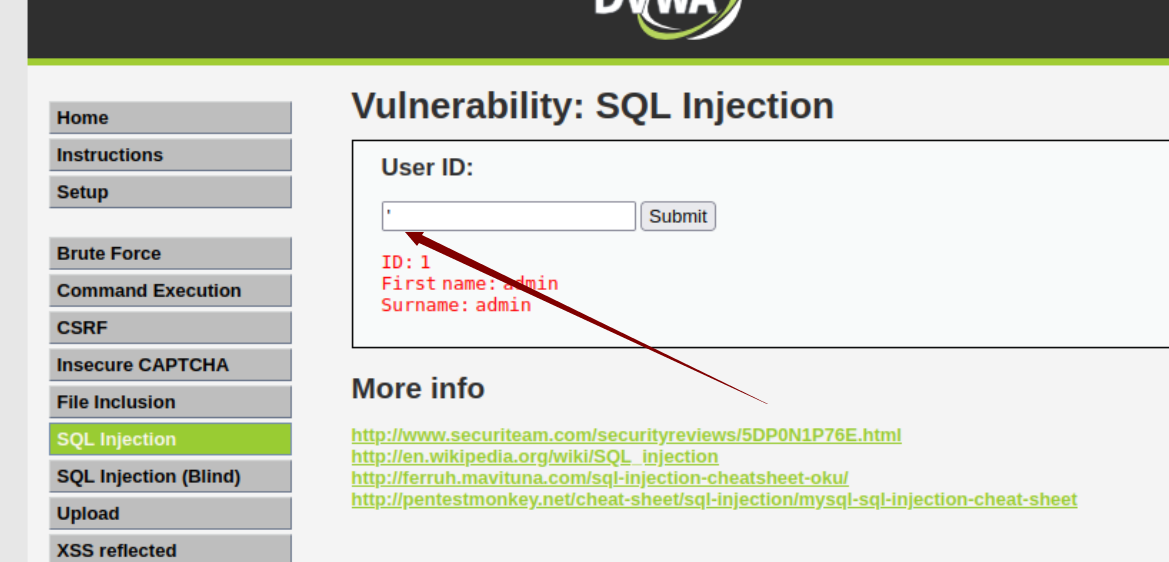 DVWA
Home
Instructions
Setup
Brute Force
Command Execution
CSRF
Insecure CAPTCHA
File Inclusion
SQL Injection
SQL Injection (Blind)
Upload
XSS reflected
Vulnerability: SQL Injection
User ID:
' Submit
ID: 1
First name: admin
Surname: admin
More info
http://www.securiteam.com/securityreviews/5DP0N1P76E.html
http://en.wikipedia.org/wiki/SQL_injection
http://ferruh.mavituna.com/sql-injection-cheatsheet-oku/
http://pentestmonkey.net/cheat-sheet/sql-injection/mysql-sql-injection-cheat-sheet